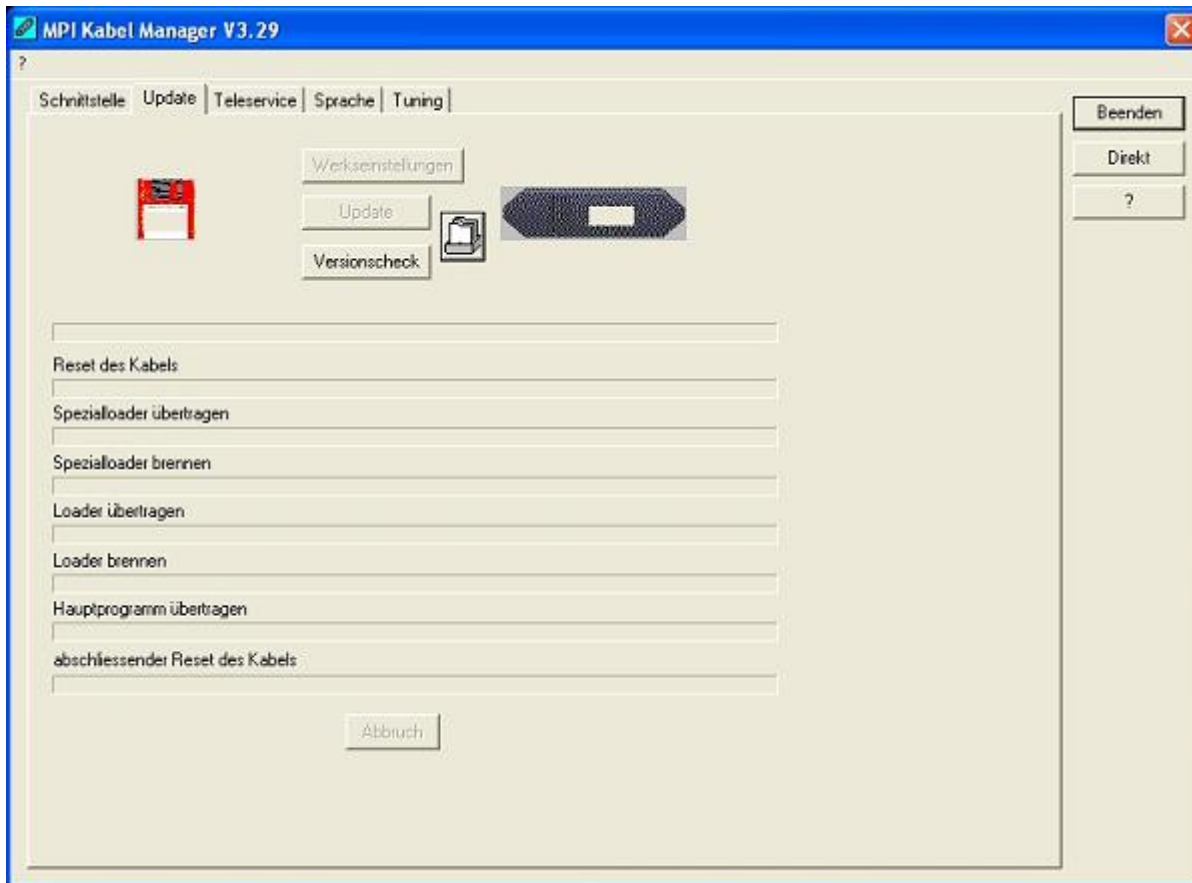 MPI Kabel Manager V3.29
?
Schnittstelle Update Teleservice Sprache Tuning
Beenden
Direkt
?
Werkseinstellungen
Update
Versionscheck
Reset des Kabels
Spezialloader übertragen
Spezialloader brennen
Loader übertragen
Loader brennen
Hauptprogramm übertragen
abschliessender Reset des Kabels
Abbruch